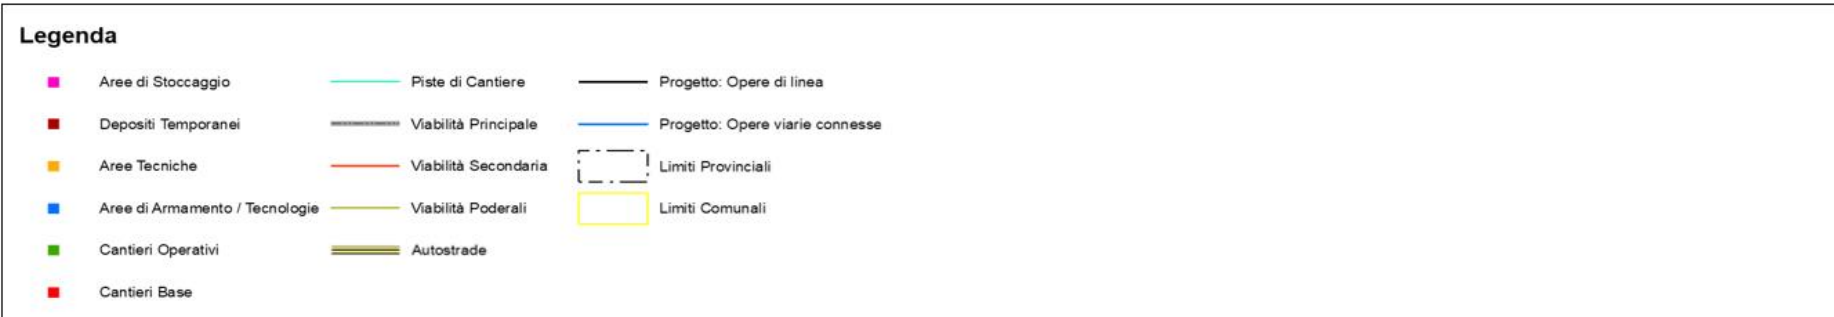 Legenda
Aree di Stoccaggio
Depositi Temporanei
Aree Tecniche
Aree di Armamento / Tecnologie
Cantieri Operativi
Cantieri Base
Piste di Cantiere
Viabilità Principale
Viabilità Secondaria
Viabilità Poderali
Autostrade
Progetto: Opere di linea
Progetto: Opere viarie connesse
Limiti Provinciali
Limiti Comunali